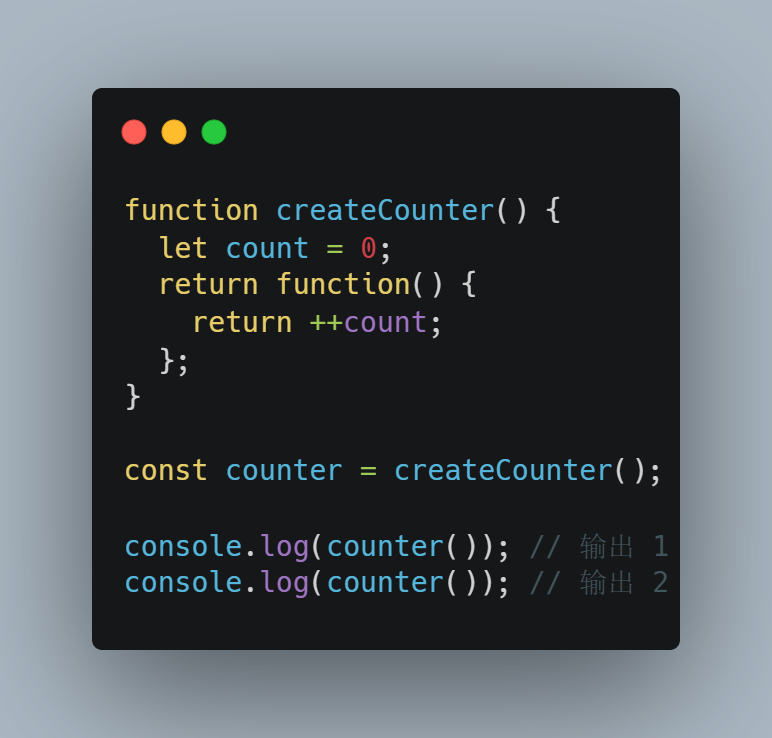 function createCounter() {
  let count = 0;
  return function() {
    return ++count;
  };
}

const counter = createCounter();

console.log(counter()); // 输出 1
console.log(counter()); // 输出 2